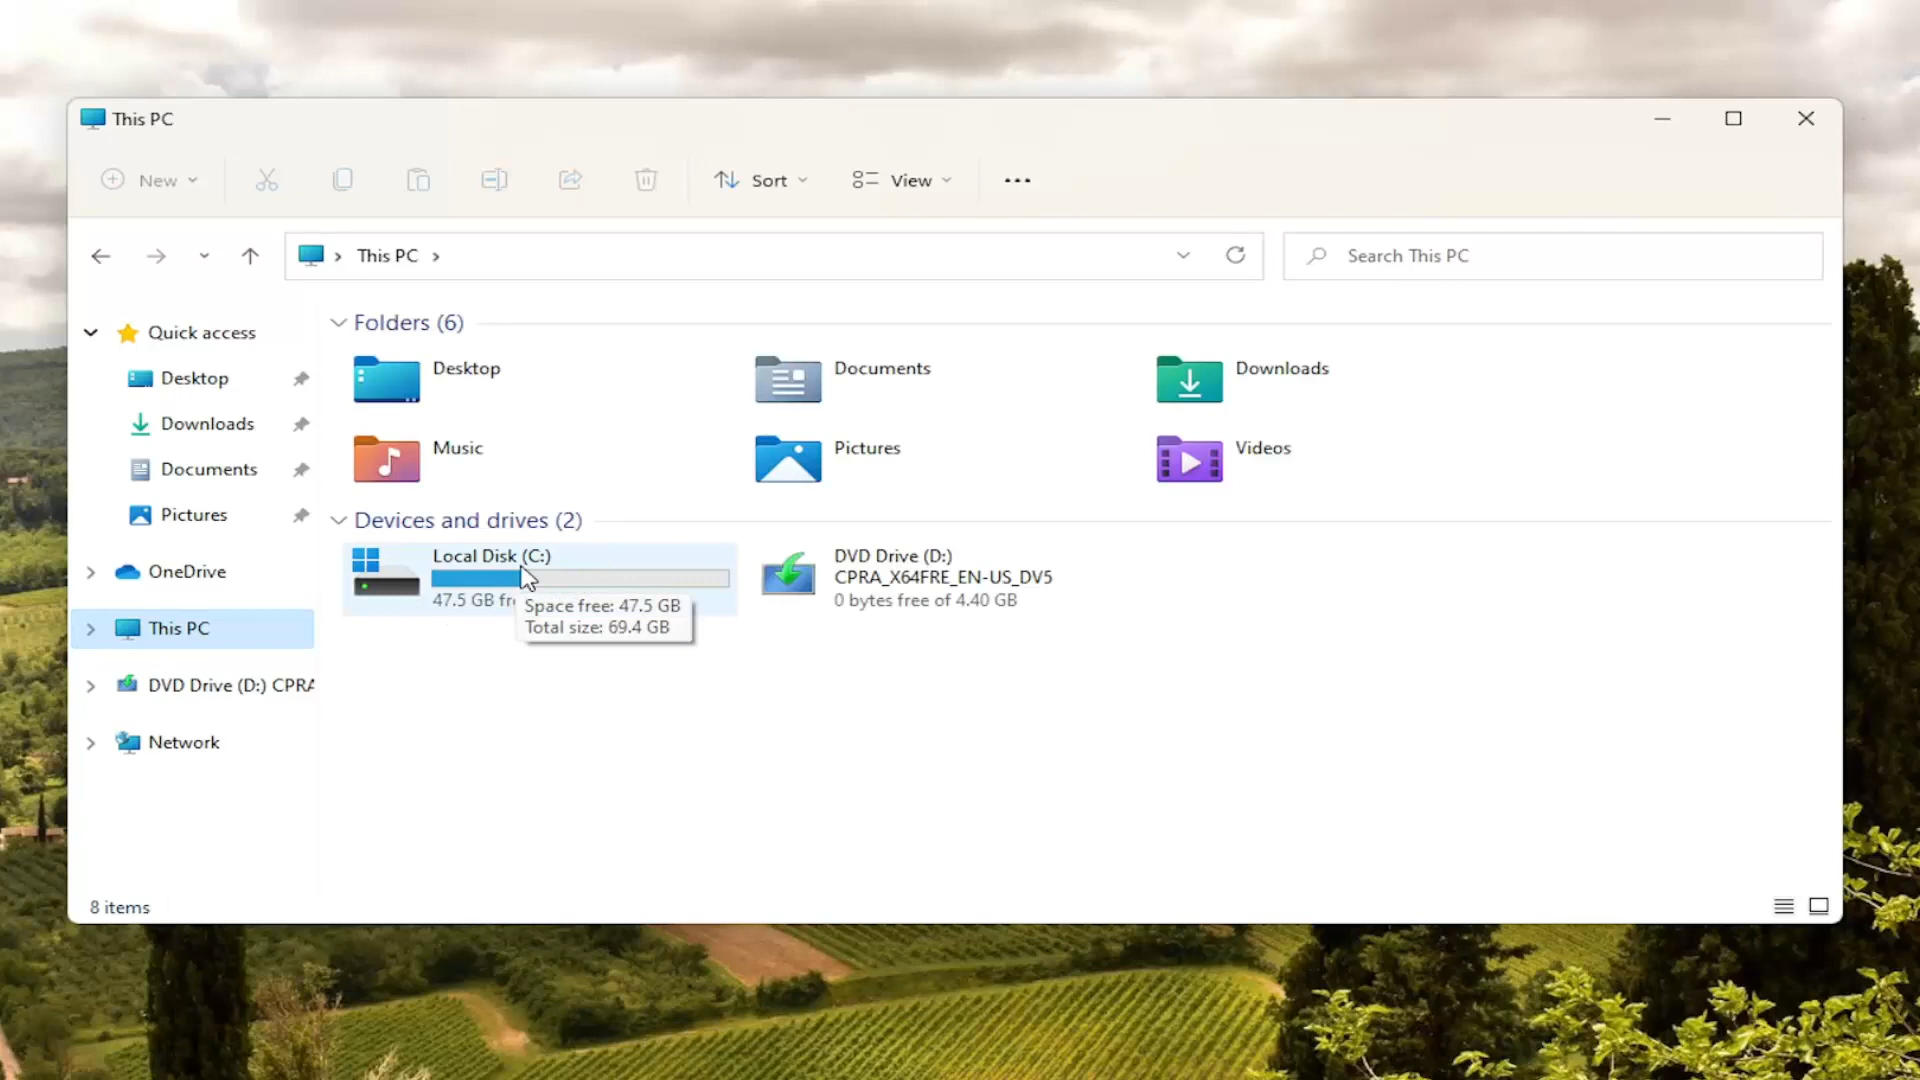 This PC
New
Sort
View
This PC
Search This PC
Quick access
Desktop
Downloads
Documents
Pictures
OneDrive
This PC
DVD Drive (D:) CPRA
Network
Folders (6)
Desktop
Documents
Downloads
Music
Pictures
Videos
Devices and drives (2)
Local Disk (C:)
47.5 GB fr
Space free: 47.5 GB
Total size: 69.4 GB
DVD Drive (D:)
CPRA_X64FRE_EN-US_DV5
0 bytes free of 4.40 GB
8 items